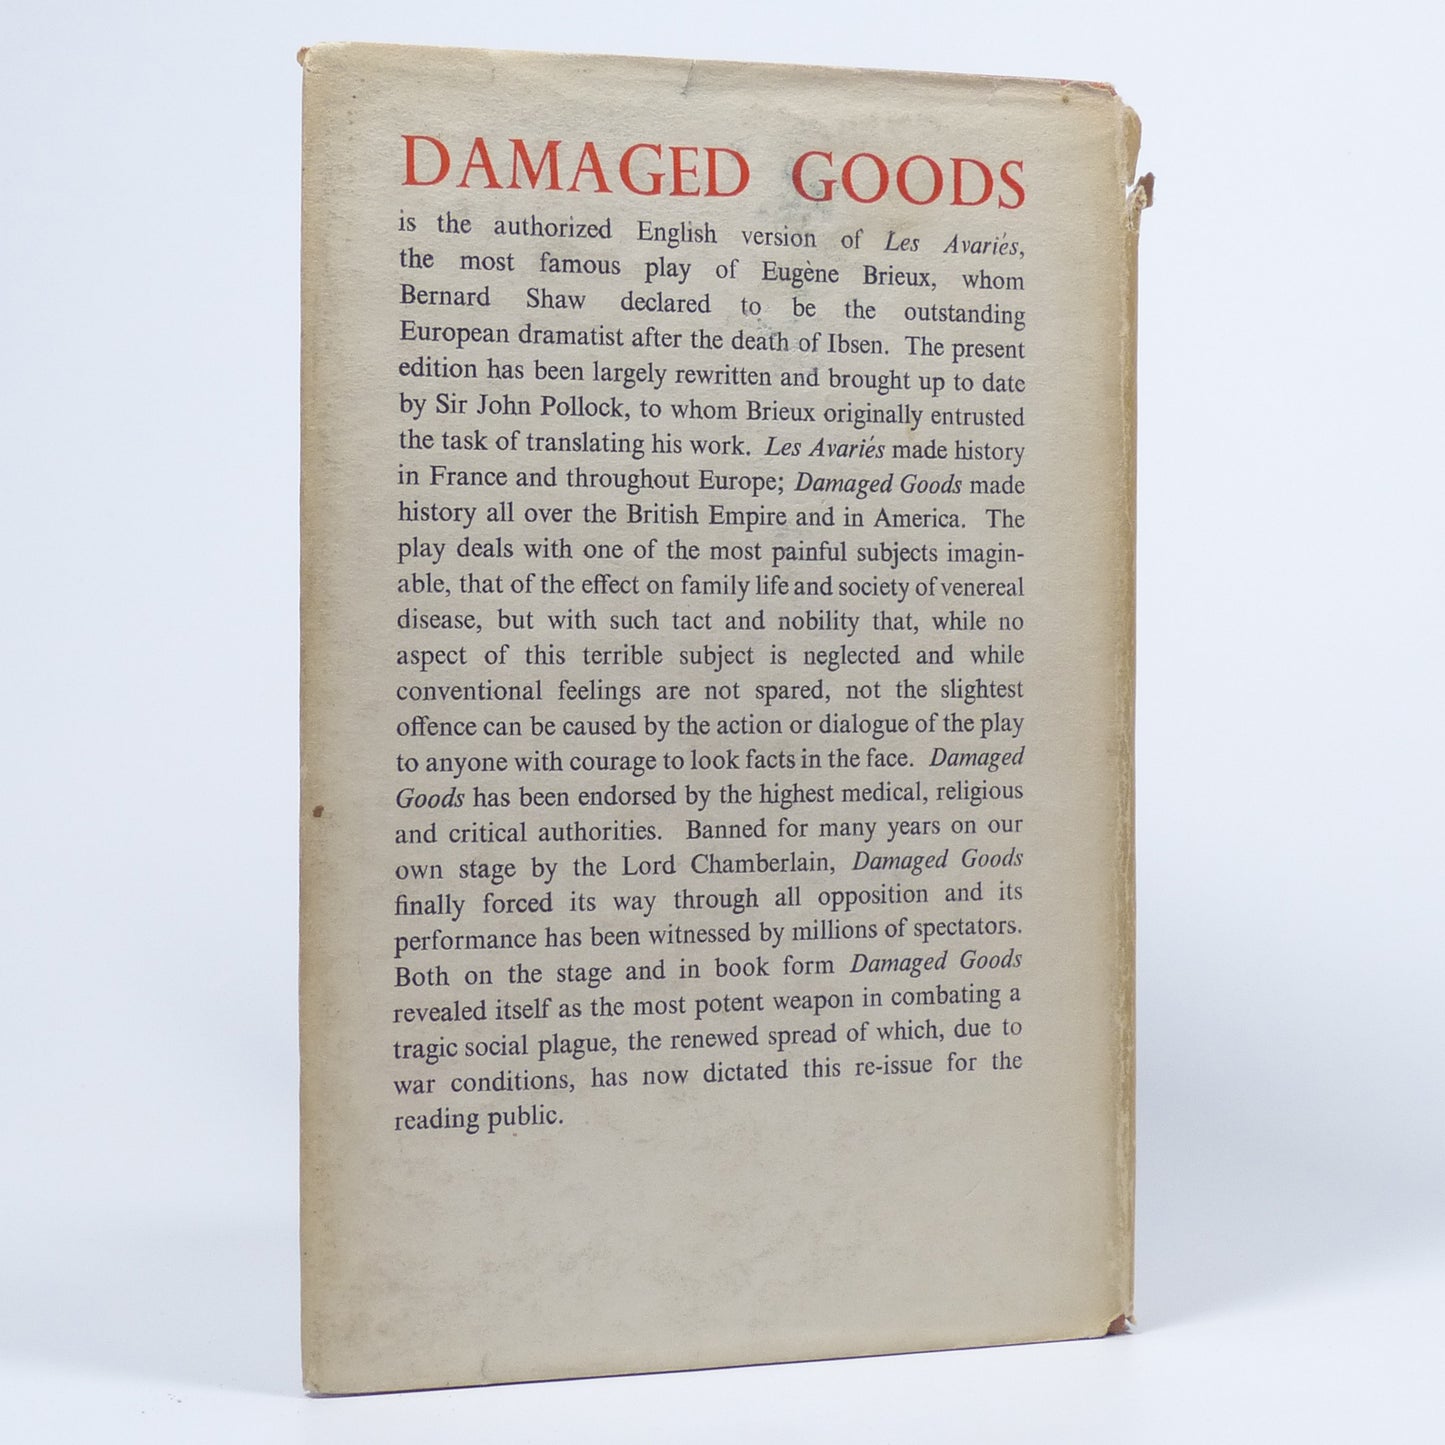 DAMAGED GOODS
is the authorized English version of Les Avariés,
the most famous play of Eugène Brieux, whom
Bernard Shaw declared to be the outstanding
European dramatist after the death of Ibsen. The present
edition has been largely rewritten and brought up to date
by Sir John Pollock, to whom Brieux originally entrusted
the task of translating his work. Les Avariés made history
in France and throughout Europe; Damaged Goods made
history all over the British Empire and in America. The
play deals with one of the most painful subjects imagin-
able, that of the effect on family life and society of venereal
disease, but with such tact and nobility that, while no
aspect of this terrible subject is neglected and while
conventional feelings are not spared, not the slightest
offence can be caused by the action or dialogue of the play
to anyone with courage to look facts in the face. Damaged
Goods has been endorsed by the highest medical, religious
and critical authorities. Banned for many years on our
own stage by the Lord Chamberlain, Damaged Goods
finally forced its way through all opposition and its
performance has been witnessed by millions of spectators.
Both on the stage and in book form Damaged Goods
revealed itself as the most potent weapon in combating a
tragic social plague, the renewed spread of which, due to
war conditions, has now dictated this re-issue for the
reading public.